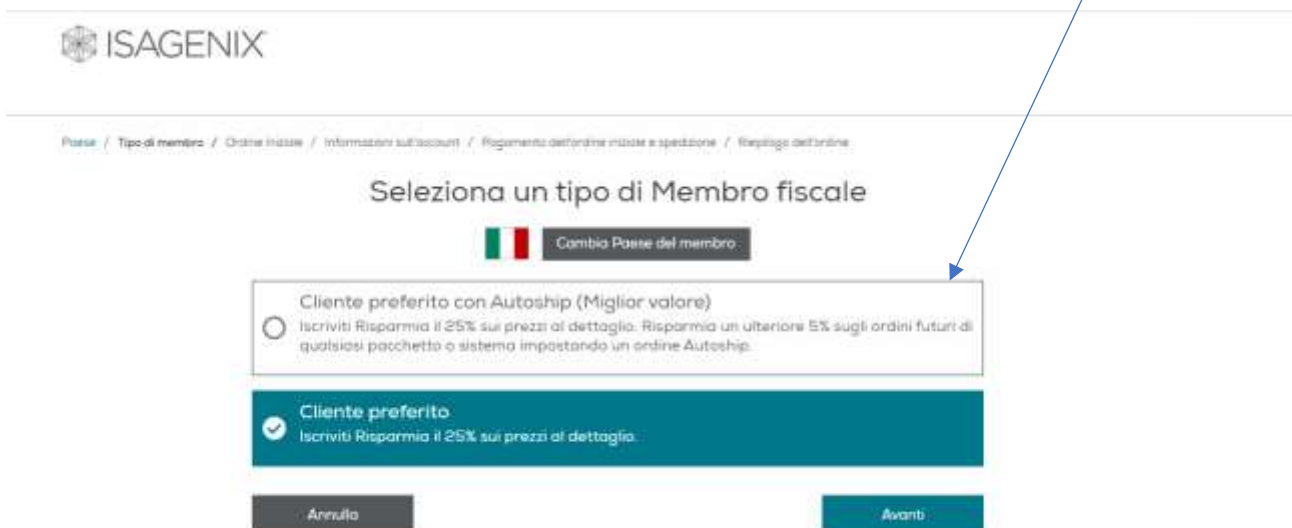 ISAGENIX
Paese / Tipo di membro / Ordine iniziale / Informazioni sull'account / Pagamento dell'ordine iniziale e spedizione / Riepilogo dell'ordine
Seleziona un tipo di Membro fiscale
Cambia Paese del membro
Cliente preferito con Autoship (Miglior valore)
Iscriviti Risparmia il 25% sui prezzi al dettaglio. Risparmia un ulteriore 5% sugli ordini futuri di
qualsiasi pacchetto o sistema impostando un ordine Autoship.
Cliente preferito
Iscriviti Risparmia il 25% sui prezzi al dettaglio.
Annulla
Avanti